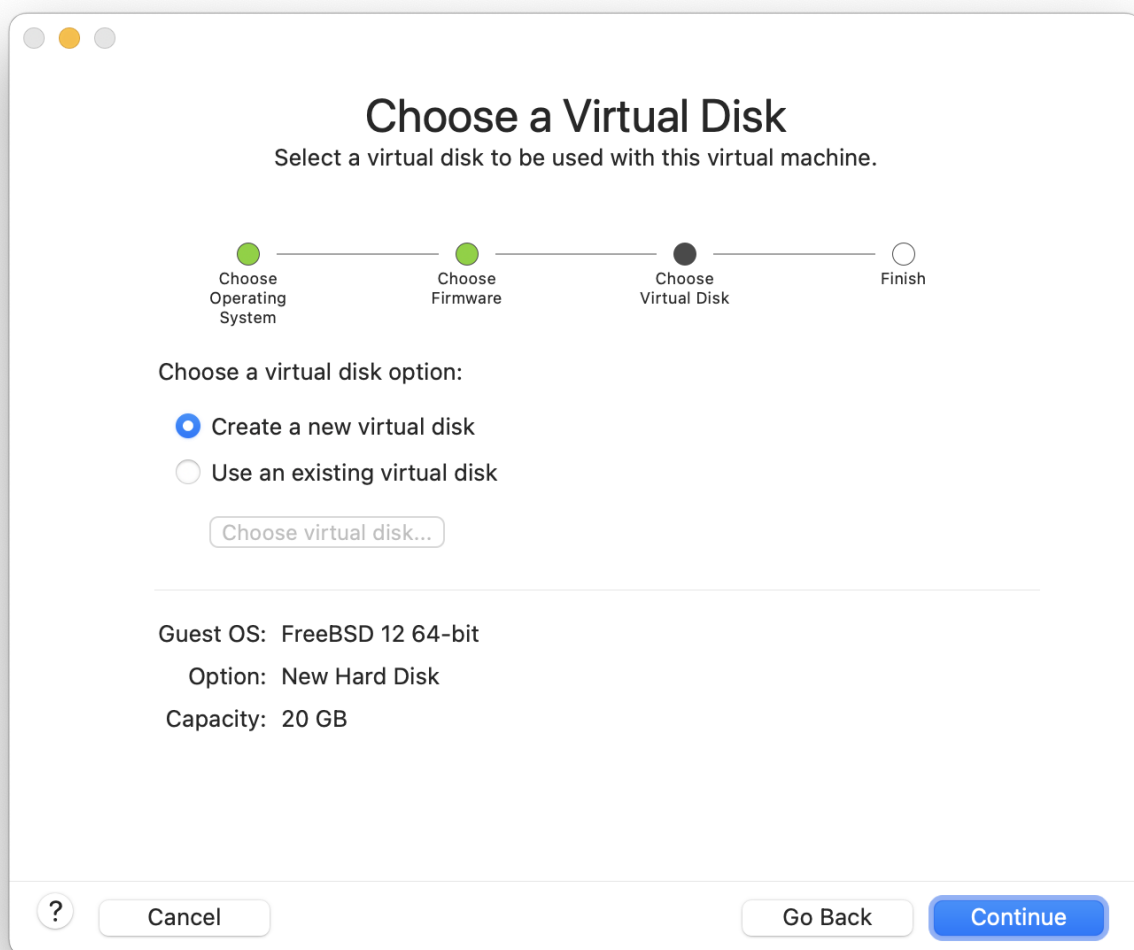 Choose a Virtual Disk
Select a virtual disk to be used with this virtual machine.
Choose
Operating
System
Choose
Firmware
Choose
Virtual Disk
Finish
Choose a virtual disk option:
Create a new virtual disk
Use an existing virtual disk
Choose virtual disk...
Guest OS: FreeBSD 12 64-bit
Option: New Hard Disk
Capacity: 20 GB
? Cancel Go Back Continue